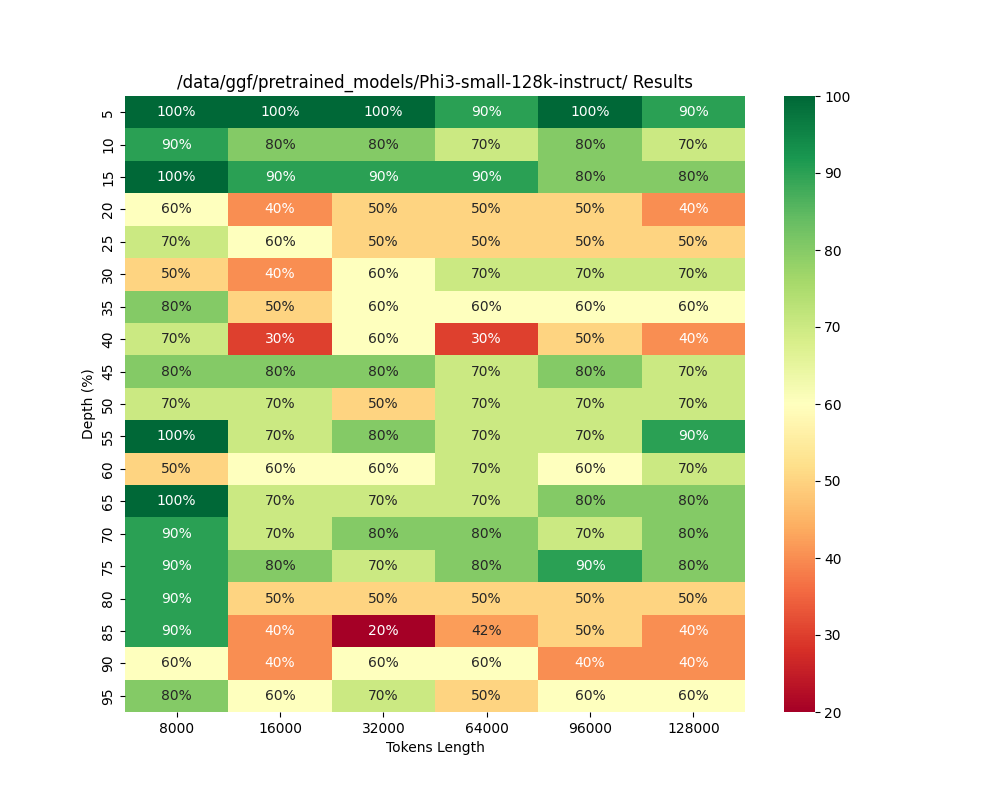 /data/ggf/pretrained_models/Phi3-small-128k-instruct/ Results
5 100% 100% 100% 90% 100% 90%
10 90% 80% 80% 70% 80% 70%
15 100% 90% 90% 90% 80% 80%
20 60% 40% 50% 50% 50% 40%
25 70% 60% 50% 50% 50% 50%
30 50% 40% 60% 70% 70% 70%
35 80% 50% 60% 60% 60% 60%
40 70% 30% 60% 30% 50% 40%
45 80% 80% 80% 70% 80% 70%
50 70% 70% 50% 70% 70% 70%
55 100% 70% 80% 70% 70% 90%
60 50% 60% 60% 70% 60% 70%
65 100% 70% 70% 70% 80% 80%
70 90% 70% 80% 80% 70% 80%
75 90% 80% 70% 80% 90% 80%
80 90% 50% 50% 50% 50% 50%
85 90% 40% 20% 42% 50% 40%
90 60% 40% 60% 60% 40% 40%
95 80% 60% 70% 50% 60% 60%
8000 16000 32000 64000 96000 128000
Tokens Length
Depth (%)
100
90
80
70
60
50
40
30
20